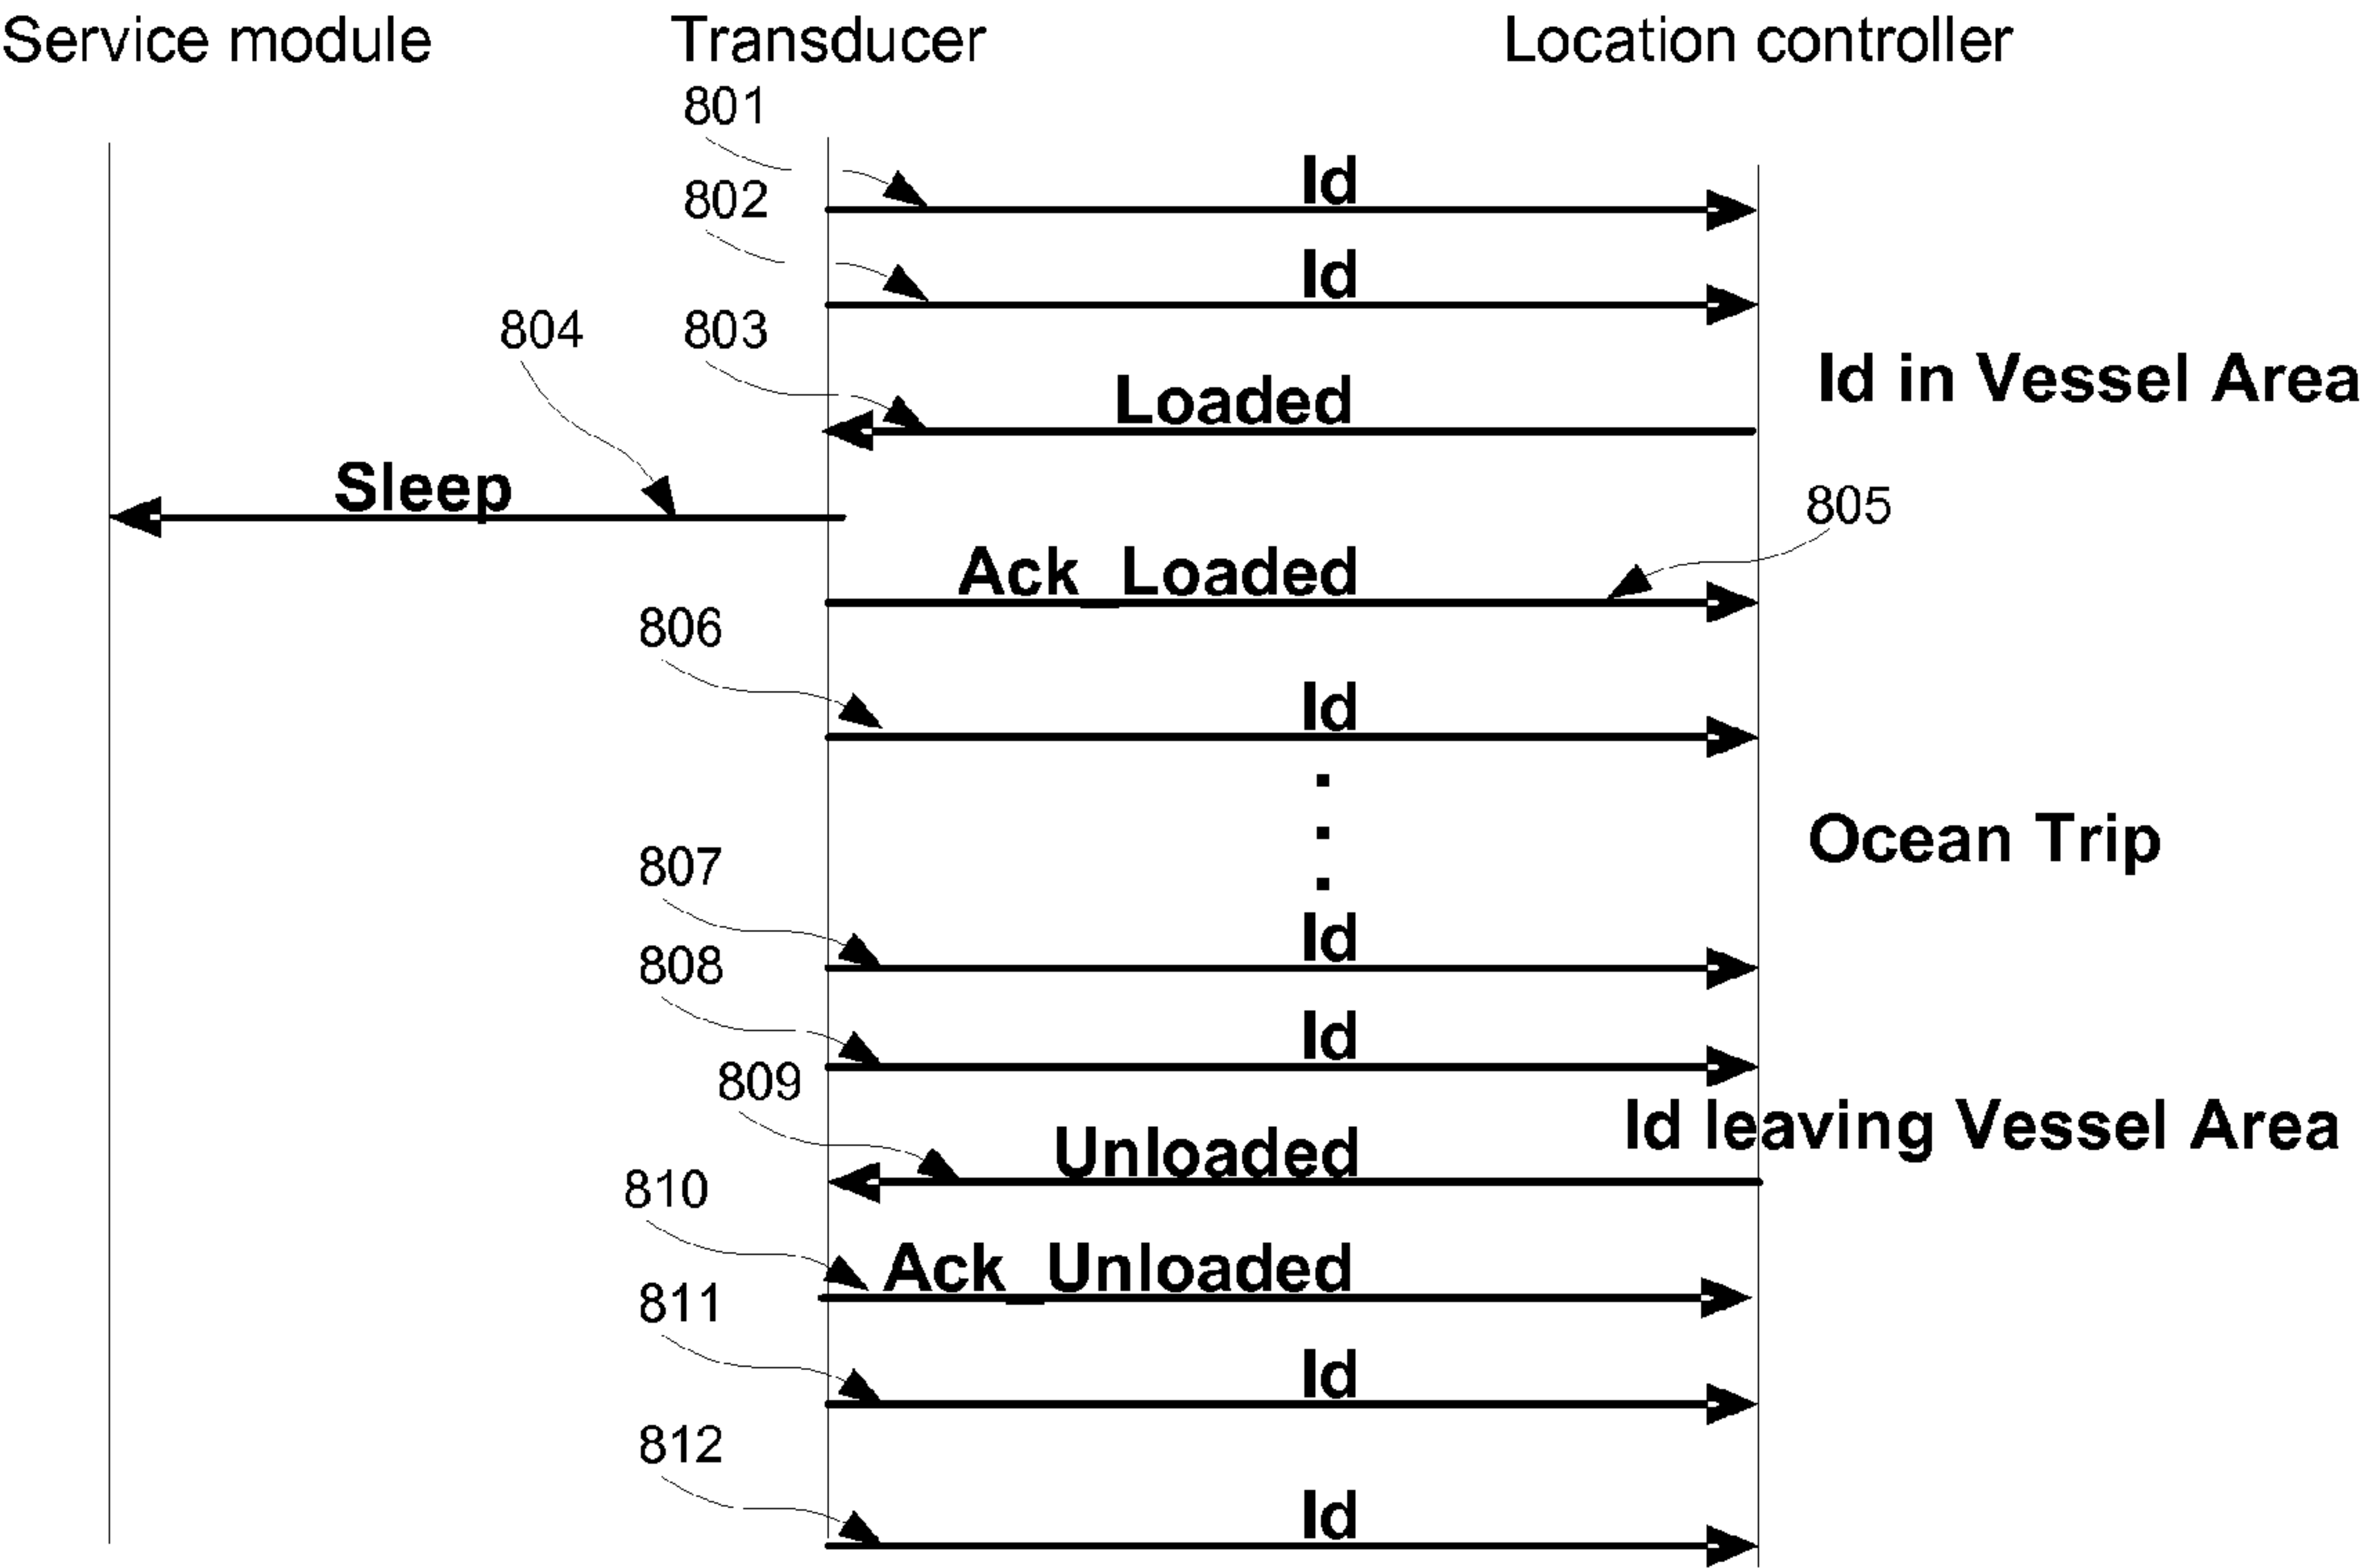 Service module
Transducer
Location controller
801
Id
802
Id
804
803
Id in Vessel Area
Loaded
Sleep
805
Ack_Loaded
806
Id
Ocean Trip
807
Id
808
Id
809
Id leaving Vessel Area
Unloaded
810
Ack_Unloaded
811
Id
812
Id